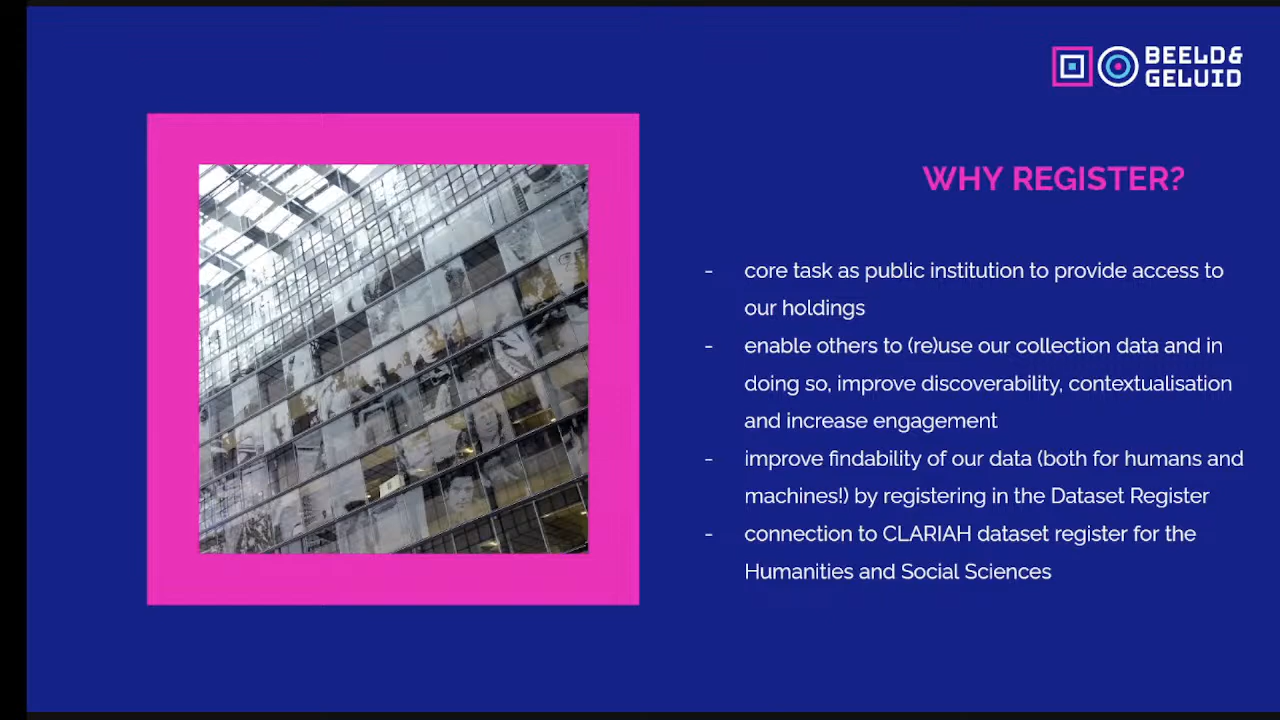 BEELD&
GELUID
WHY REGISTER?
- core task as public institution to provide access to
our holdings
- enable others to (re)use our collection data and in
doing so, improve discoverability, contextualisation
and increase engagement
- improve findability of our data (both for humans and
machines!) by registering in the Dataset Register
- connection to CLARIAH dataset register for the
Humanities and Social Sciences